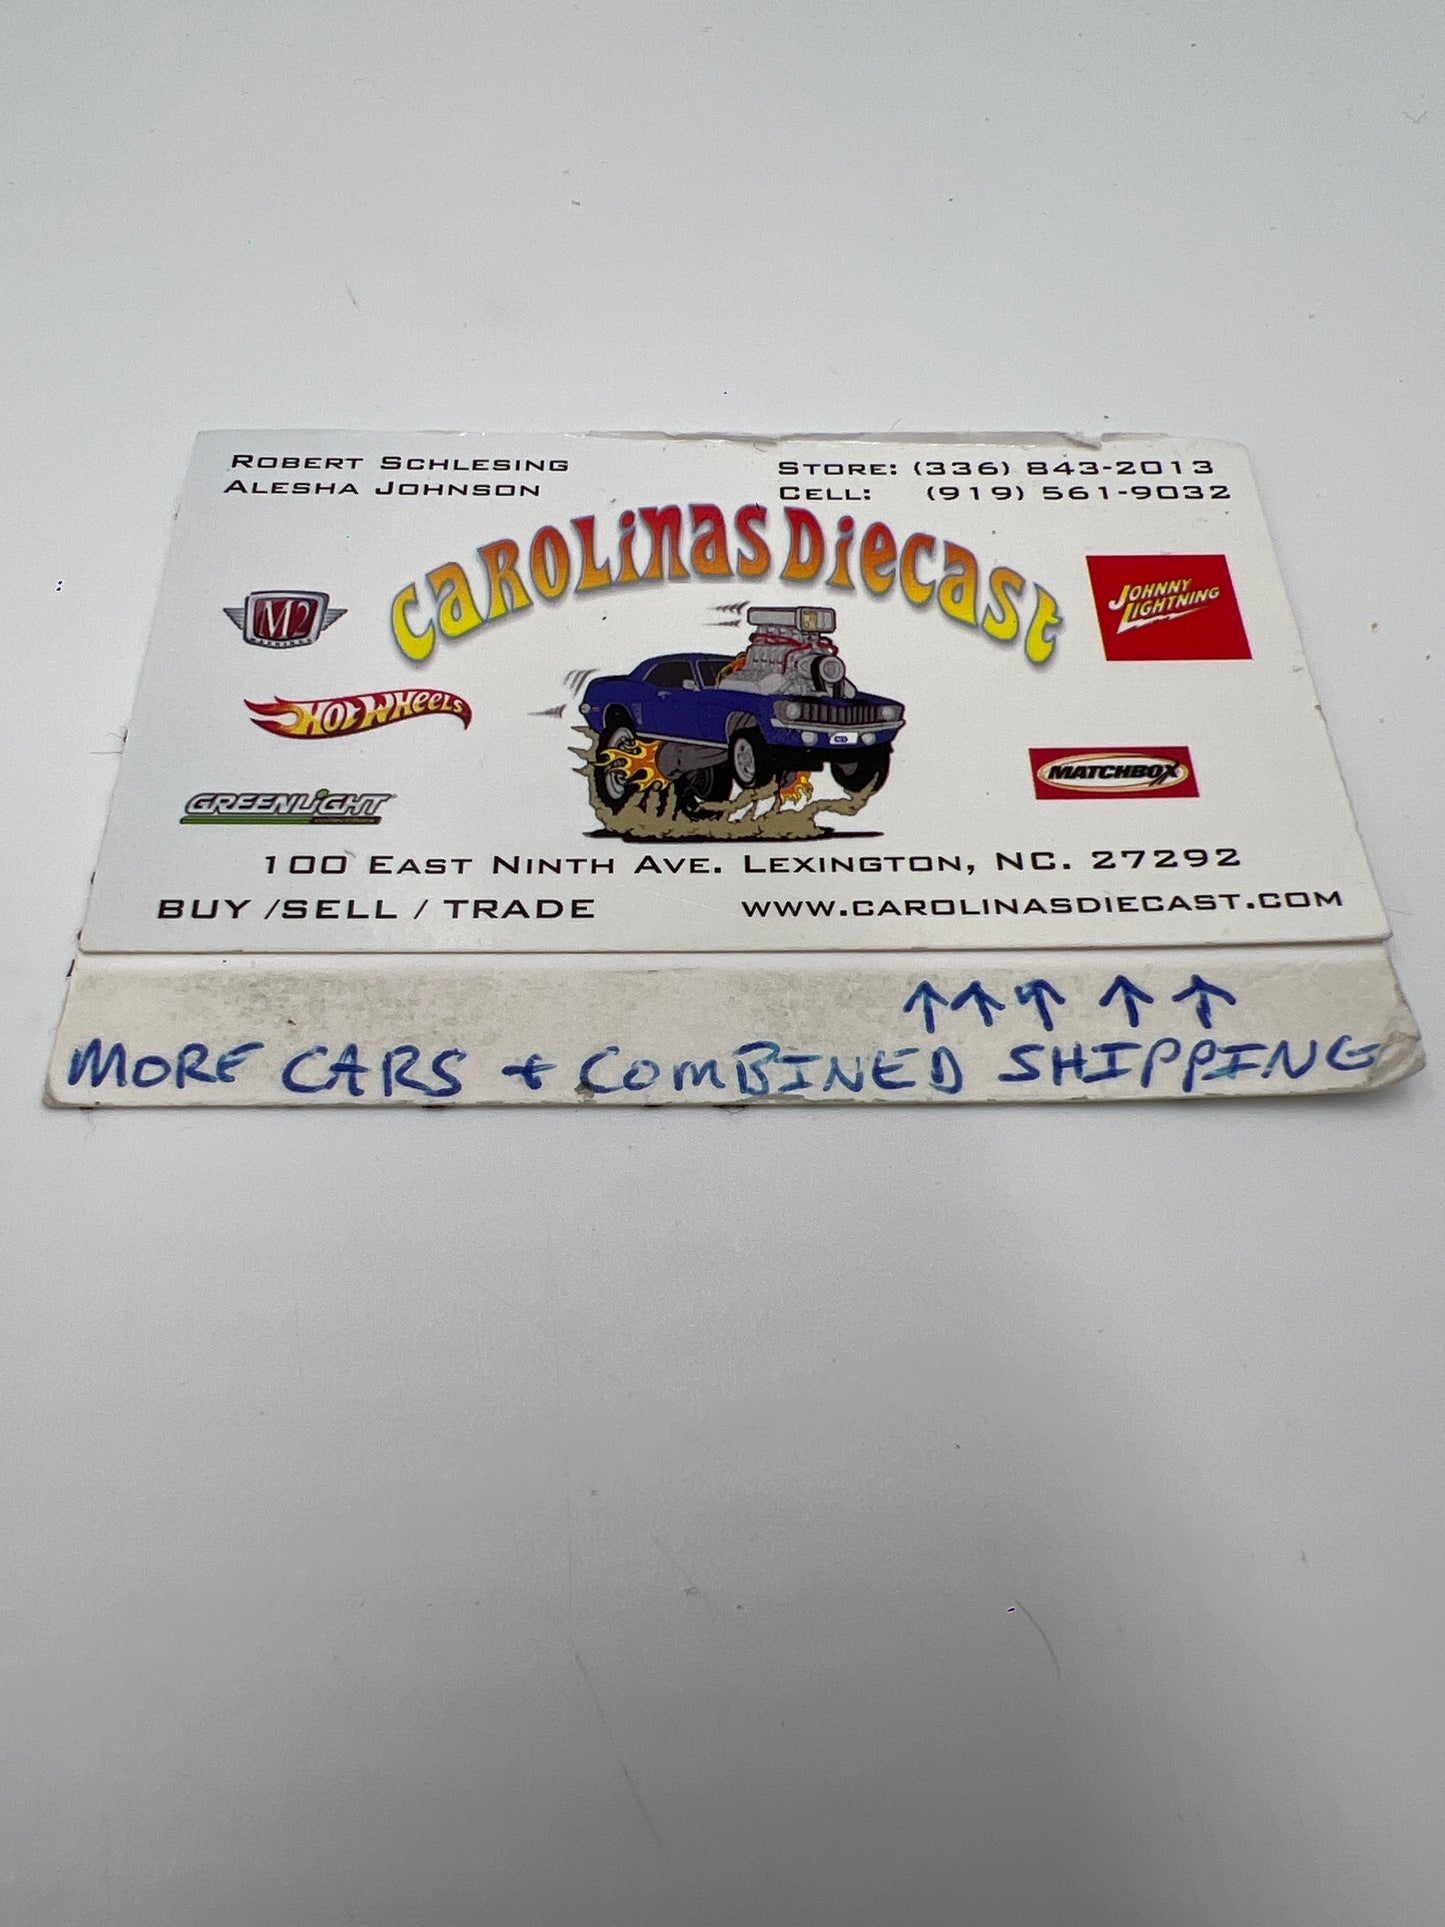 ROBERT SCHLESING
ALESHA JOHNSON
STORE: (336) 843-2013
CELL: (919) 561-9032
CAROLiNAS DiECAST
M2
HOT WHEELS
GREENLiGHT
JOHNNY
LIGHTNING
MATCHBOX
100 EAST NINTH AVE. LEXINGTON, NC. 27292
BUY /SELL / TRADE
WWW.CAROLINASDIECAST.COM
↑ ↑ ↑ ↑ ↑
MORE CARS + COMBINED SHIPPING